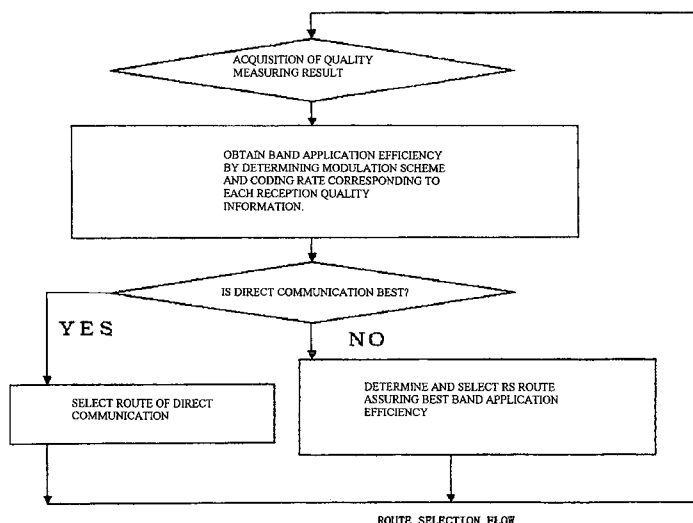 ACQUISITION OF QUALITY
MEASURING RESULT
OBTAIN BAND APPLICATION EFFICIENCY
BY DETERMINING MODULATION SCHEME
AND CODING RATE CORRESPONDING TO
EACH RECEPTION QUALITY
INFORMATION.
IS DIRECT COMMUNICATION BEST?
YES
NO
SELECT ROUTE OF DIRECT
COMMUNICATION
DETERMINE AND SELECT RS ROUTE
ASSURING BEST BAND APPLICATION
EFFICIENCY
ROUTE SELECTION FLOW